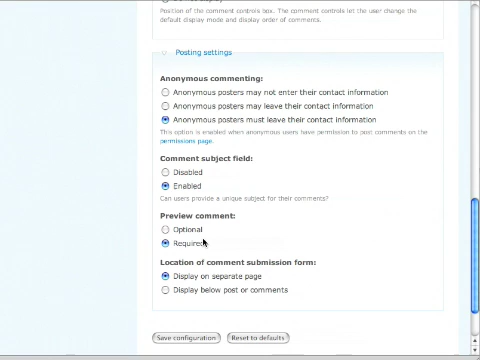 Position of the comment controls box. The comment controls let the user change the
default display mode and display order of comments.
Posting settings
Anonymous commenting:
Anonymous posters may not enter their contact information
Anonymous posters may leave their contact information
Anonymous posters must leave their contact information
This option is enabled when anonymous users have permission to post comments on the
permissions page.
Comment subject field:
Disabled
Enabled
Can users provide a unique subject for their comments?
Preview comment:
Optional
Required
Location of comment submission form:
Display on separate page
Display below post or comments
Save configuration Reset to defaults